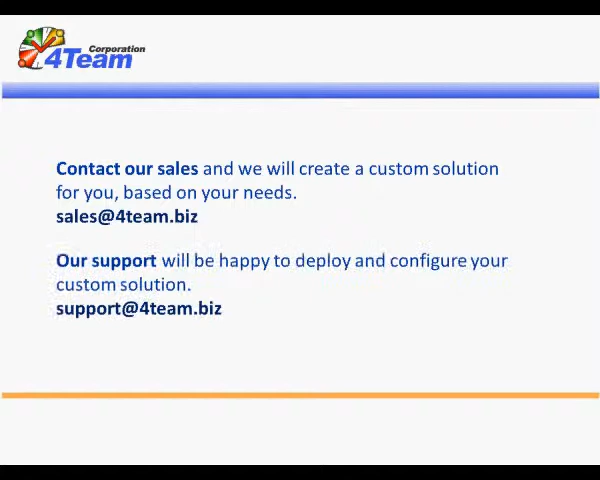 Corporation
4Team
Contact our sales and we will create a custom solution
for you, based on your needs.
sales@4team.biz
Our support will be happy to deploy and configure your
custom solution.
support@4team.biz